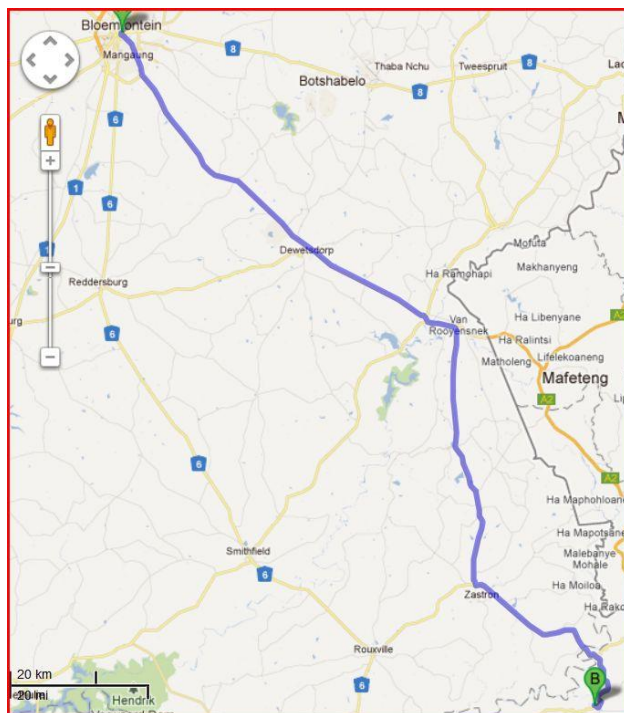 Bloemfontein
Mangaung
8
Thaba Nchu
Tweespruit
8
Botshabelo
8
6
1
6
1
Dewetsdorp
Mofuta
Makhanyeng
Ha Ramohapi
Reddersburg
Van
Rooyensnek
Ha Libenyane
A2
Ha Ralintsi
6
Matholeng
Lifelekoaneng
Mafeteng
A2
6
A2
Ha Maphohloane
Ha Mapotsane
Smithfield
Malebanye
Mohale
6
Ha Moiloa
Zastron
Rouxville
20 km
20 mi
6
B
Hendrik